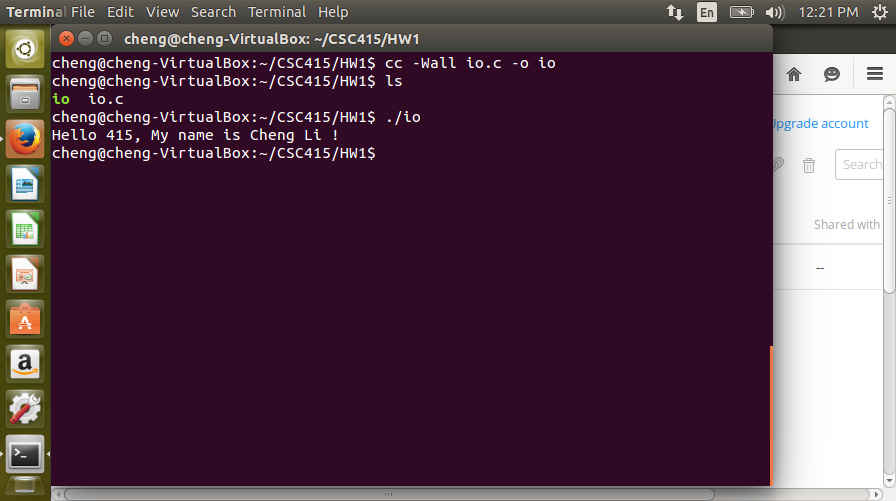 Terminal File Edit View Search Terminal Help En 12:21 PM
cheng@cheng-VirtualBox: ~/CSC415/HW1
cheng@cheng-VirtualBox:~/CSC415/HW1$ cc -Wall io.c -o io
cheng@cheng-VirtualBox:~/CSC415/HW1$ ls
io io.c
cheng@cheng-VirtualBox:~/CSC415/HW1$ ./io
Hello 415, My name is Cheng Li !
cheng@cheng-VirtualBox:~/CSC415/HW1$
Upgrade account
Search
Shared with
--